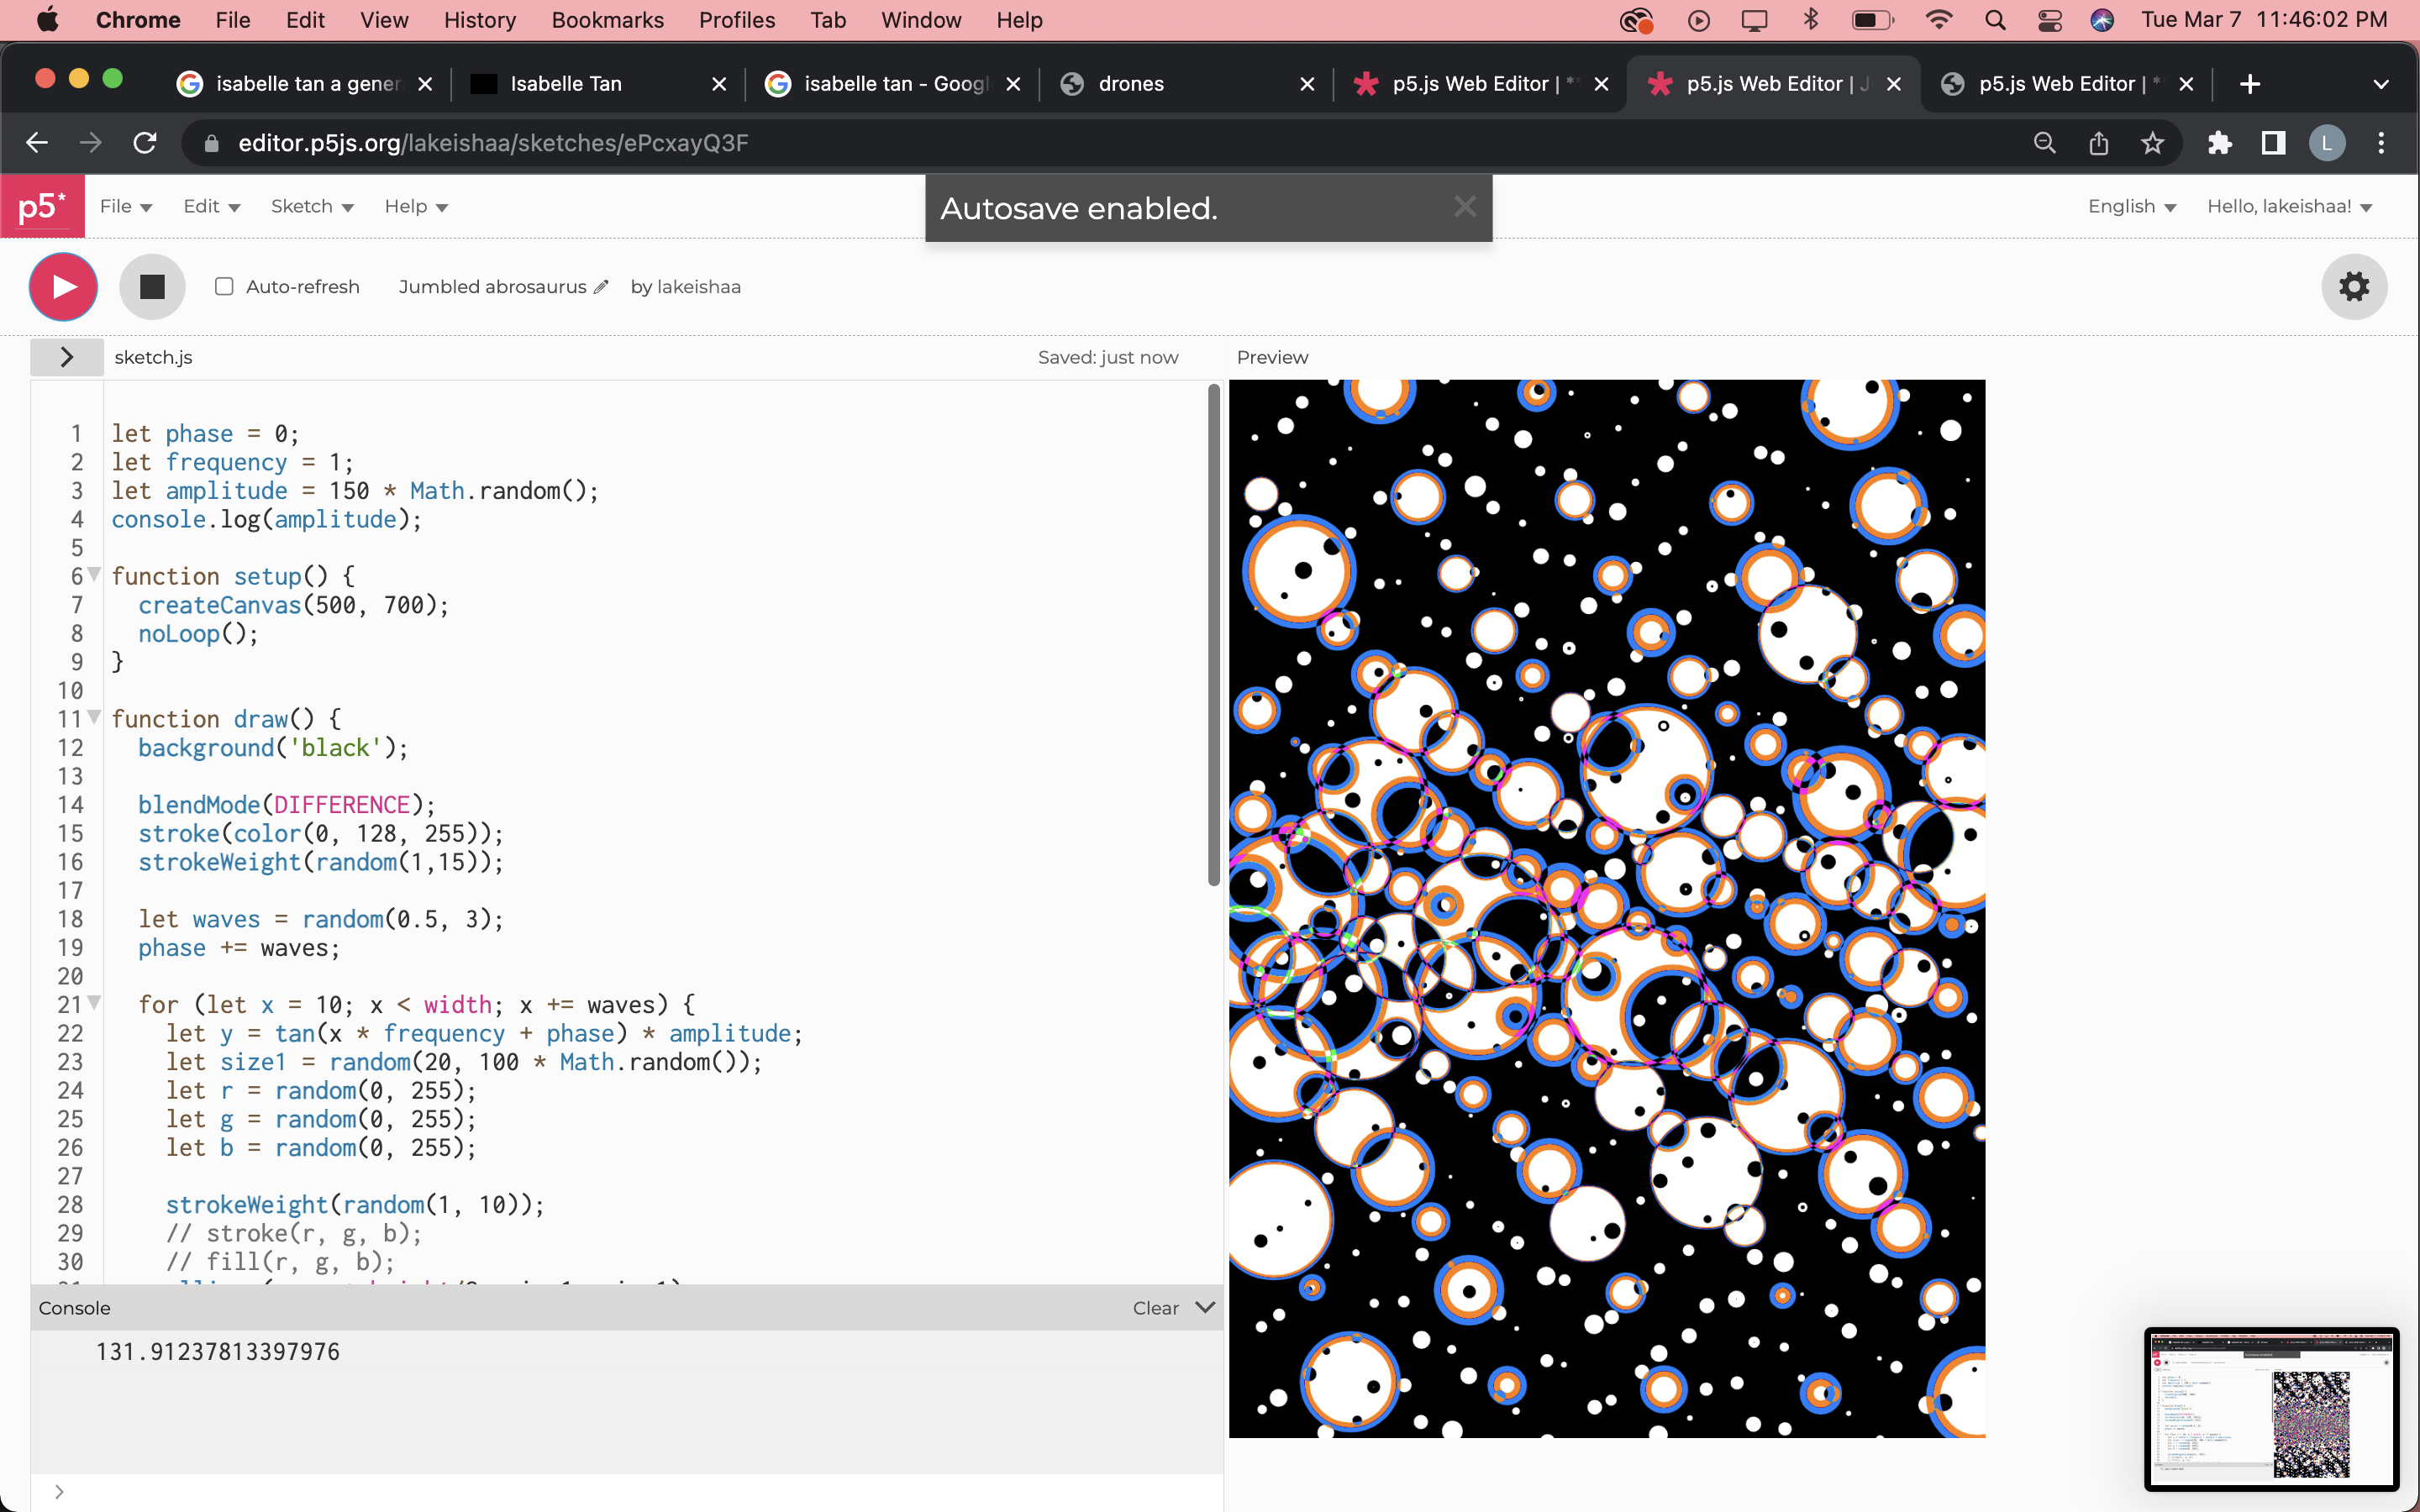 Chrome File Edit View History Bookmarks Profiles Tab Window Help Tue Mar 7 11:46:02 PM
isabelle tan a gener Isabelle Tan isabelle tan - Googl drones p5.js Web Editor | * p5.js Web Editor | J p5.js Web Editor | *
editor.p5js.org/lakeishaa/sketches/ePcxayQ3F L
p5* File Edit Sketch Help Autosave enabled. English Hello, lakeishaa!
Auto-refresh Jumbled abrosaurus by lakeishaa
sketch.js Saved: just now Preview
1 let phase = 0;
2 let frequency = 1;
3 let amplitude = 150 * Math.random();
4 console.log(amplitude);
5
6 function setup() {
7 createCanvas(500, 700);
8 noLoop();
9 }
10
11 function draw() {
12 background('black');
13
14 blendMode(DIFFERENCE);
15 stroke(color(0, 128, 255));
16 strokeWeight(random(1,15));
17
18 let waves = random(0.5, 3);
19 phase += waves;
20
21 for (let x = 10; x < width; x += waves) {
22 let y = tan(x * frequency + phase) * amplitude;
23 let size1 = random(20, 100 * Math.random());
24 let r = random(0, 255);
25 let g = random(0, 255);
26 let b = random(0, 255);
27
28 strokeWeight(random(1, 10));
29 // stroke(r, g, b);
30 // fill(r, g, b);
Console Clear
131.91237813397976